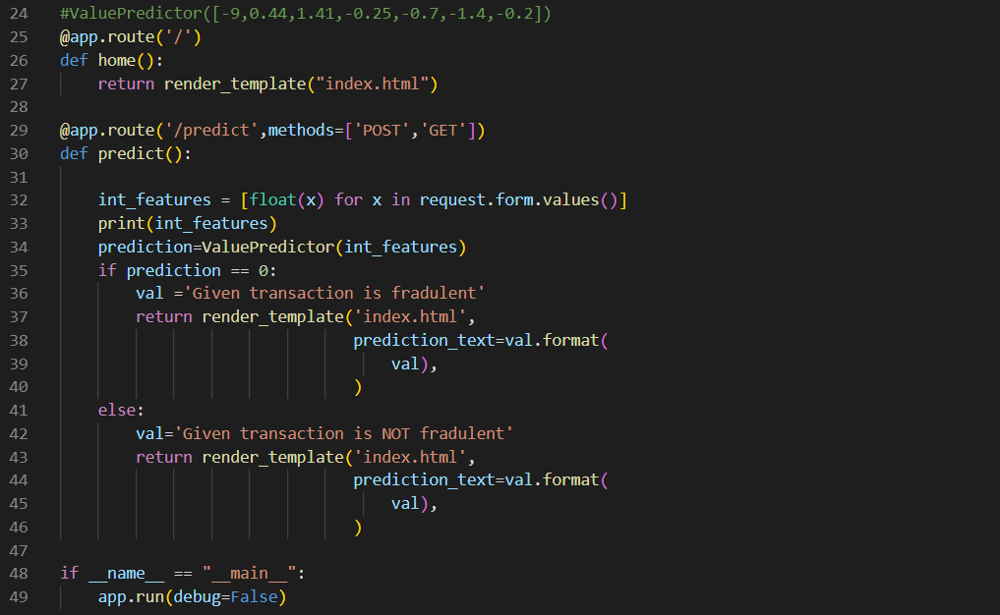 24 #ValuePredictor([-9,0.44,1.41,-0.25,-0.7,-1.4,-0.2])
25 @app.route('/')
26 def home():
27     return render_template("index.html")
28
29 @app.route('/predict',methods=['POST','GET'])
30 def predict():
31
32     int_features = [float(x) for x in request.form.values()]
33     print(int_features)
34     prediction=ValuePredictor(int_features)
35     if prediction == 0:
36         val ='Given transaction is fradulent'
37         return render_template('index.html',
38                                prediction_text=val.format(
39                                    val),
40                                )
41     else:
42         val='Given transaction is NOT fradulent'
43         return render_template('index.html',
44                                prediction_text=val.format(
45                                    val),
46                                )
47
48 if __name__ == "__main__":
49     app.run(debug=False)